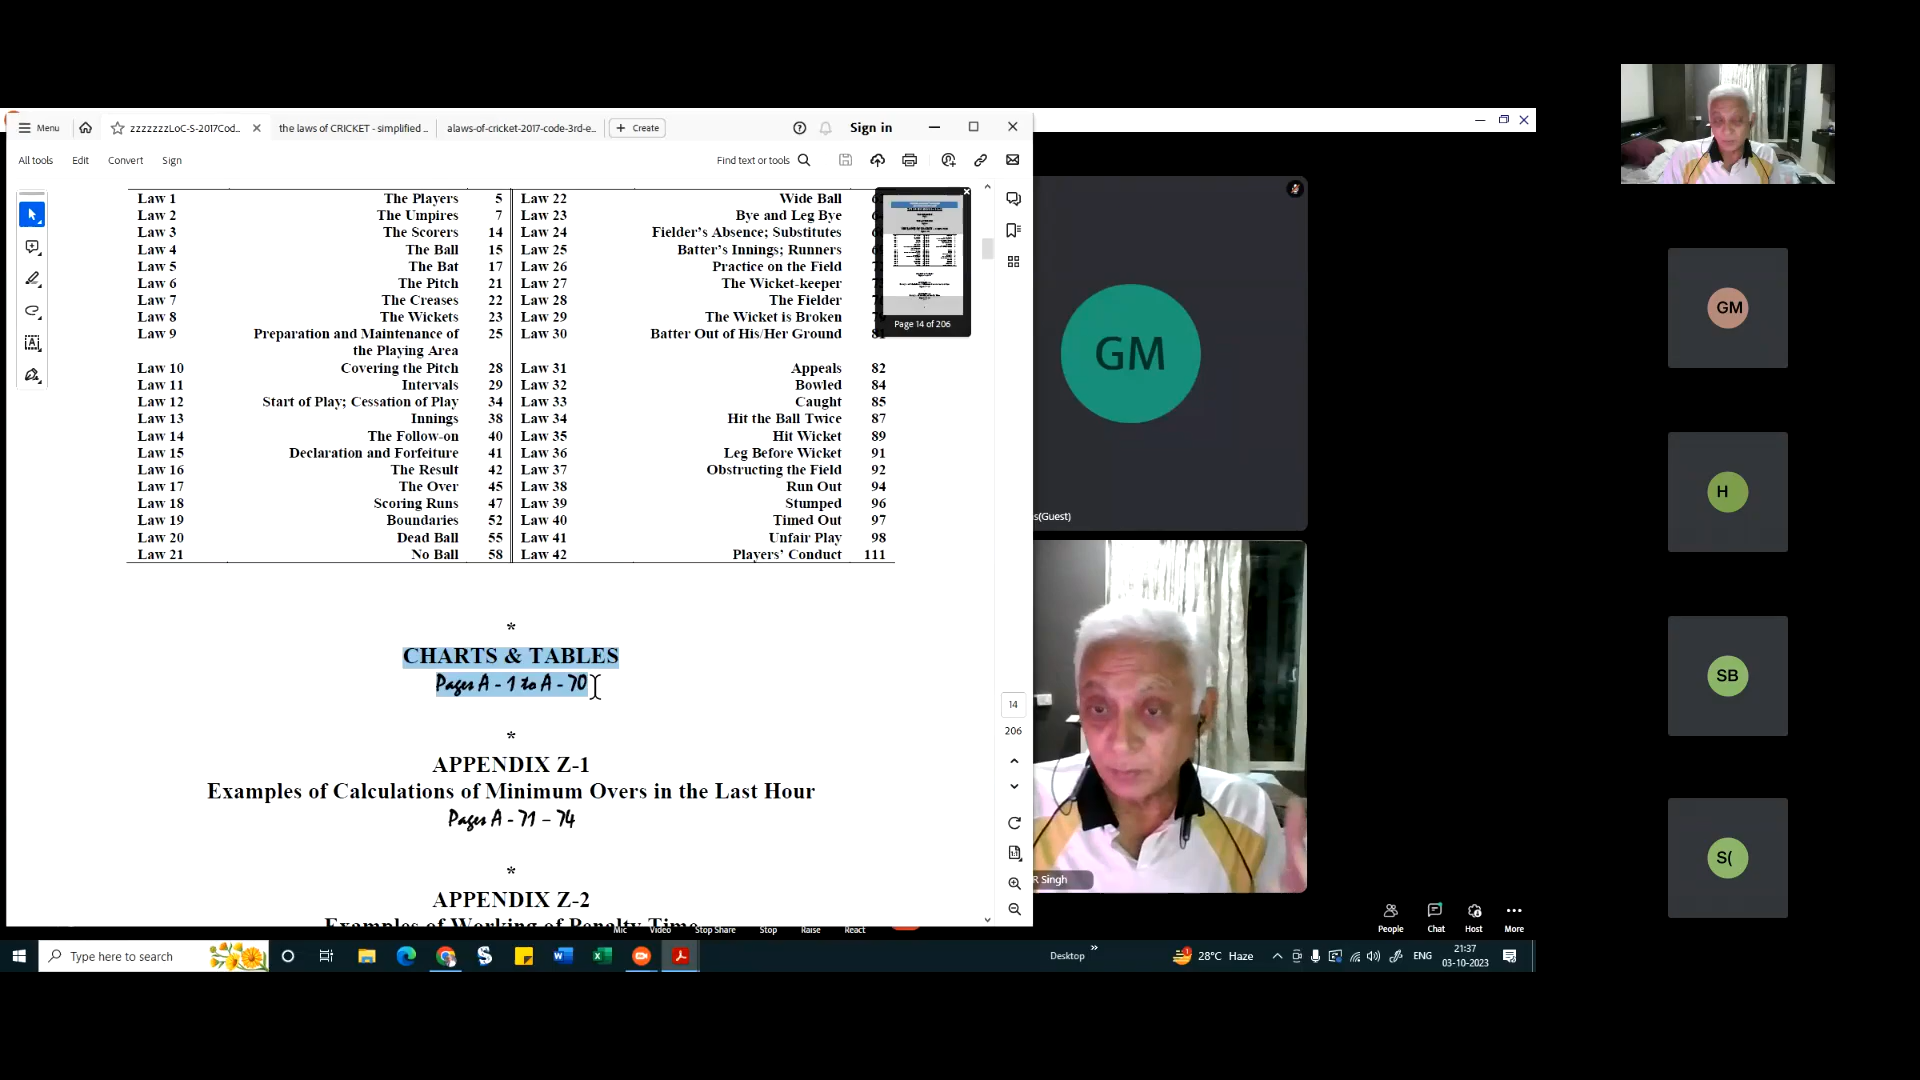 Menu
zzzzzzzLoC-S-2017Cod...
the laws of CRICKET - simplified ...
alaws-of-cricket-2017-code-3rd-e...
Create
Sign in
All tools
Edit
Convert
Sign
Find text or tools
Law 1 The Players 5 Law 22 Wide Ball
Law 2 The Umpires 7 Law 23 Bye and Leg Bye
Law 3 The Scorers 14 Law 24 Fielder's Absence; Substitutes
Law 4 The Ball 15 Law 25 Batter's Innings; Runners
Law 5 The Bat 17 Law 26 Practice on the Field
Law 6 The Pitch 21 Law 27 The Wicket-keeper
Law 7 The Creases 22 Law 28 The Fielder
Law 8 The Wickets 23 Law 29 The Wicket is Broken
Law 9 Preparation and Maintenance of 25 Law 30 Batter Out of His/Her Ground 81
the Playing Area
Law 10 Covering the Pitch 28 Law 31 Appeals 82
Law 11 Intervals 29 Law 32 Bowled 84
Law 12 Start of Play; Cessation of Play 34 Law 33 Caught 85
Law 13 Innings 38 Law 34 Hit the Ball Twice 87
Law 14 The Follow-on 40 Law 35 Hit Wicket 89
Law 15 Declaration and Forfeiture 41 Law 36 Leg Before Wicket 91
Law 16 The Result 42 Law 37 Obstructing the Field 92
Law 17 The Over 45 Law 38 Run Out 94
Law 18 Scoring Runs 47 Law 39 Stumped 96
Law 19 Boundaries 52 Law 40 Timed Out 97
Law 20 Dead Ball 55 Law 41 Unfair Play 98
Law 21 No Ball 58 Law 42 Players' Conduct 111
Page 14 of 206
*
CHARTS & TABLES
Pages A - 1 to A - 70
*
APPENDIX Z-1
Examples of Calculations of Minimum Overs in the Last Hour
Pages A - 71 – 74
*
APPENDIX Z-2
Examples of Working of Penalty Time
14
206
GM
s(Guest)
R Singh
GM
H
SB
S(
Mic
Video
Stop Share
Stop
Raise
React
People
Chat
Host
More
Type here to search
Desktop
28°C Haze
ENG
21:37
03-10-2023